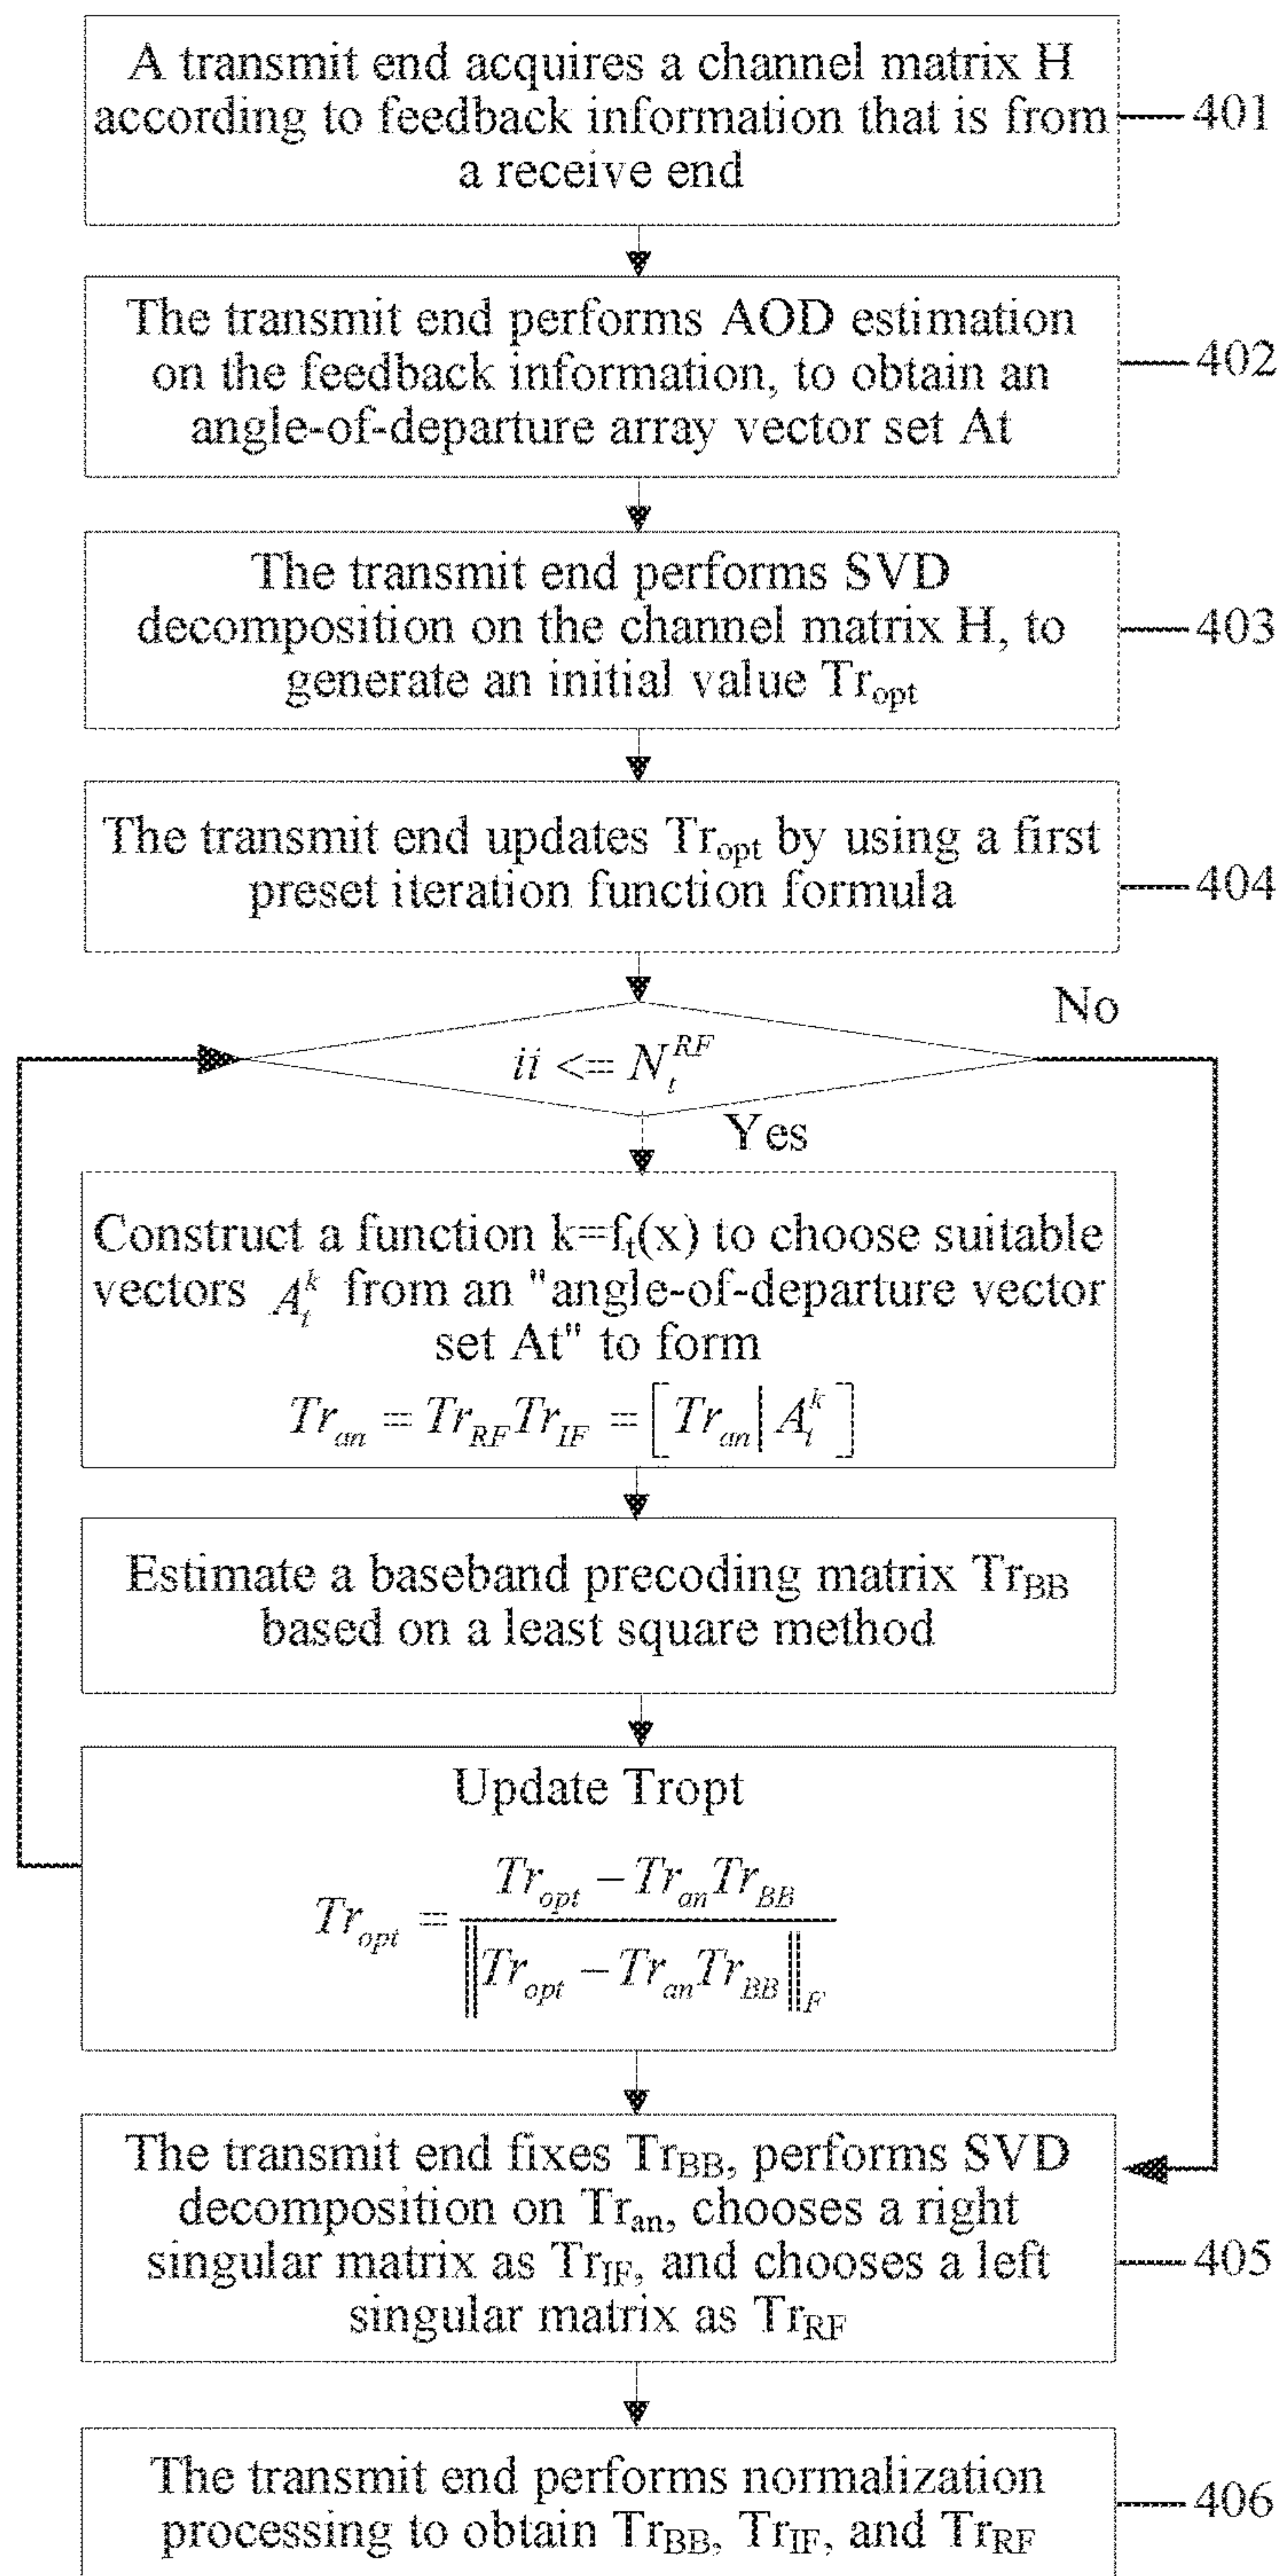 A transmit end acquires a channel matrix H
according to feedback information that is from
a receive end
401
The transmit end performs AOD estimation
on the feedback information, to obtain an
angle-of-departure array vector set At
402
The transmit end performs SVD
decomposition on the channel matrix H, to
generate an initial value Tr_opt
403
The transmit end updates Tr_opt by using a first
preset iteration function formula
404
No
ii <= N_t^RF
Yes
Construct a function k=f_t(x) to choose suitable
vectors A_t^k from an "angle-of-departure vector
set At" to form
Tr_an = Tr_RF Tr_IF = [ Tr_an | A_t^k ]
Estimate a baseband precoding matrix Tr_BB
based on a least square method
Update Tropt
Tr_opt = (Tr_opt − Tr_an Tr_BB) / ‖Tr_opt − Tr_an Tr_BB‖_F
The transmit end fixes Tr_BB, performs SVD
decomposition on Tr_an, chooses a right
singular matrix as Tr_IF, and chooses a left
singular matrix as Tr_RF
405
The transmit end performs normalization
processing to obtain Tr_BB, Tr_IF, and Tr_RF
406